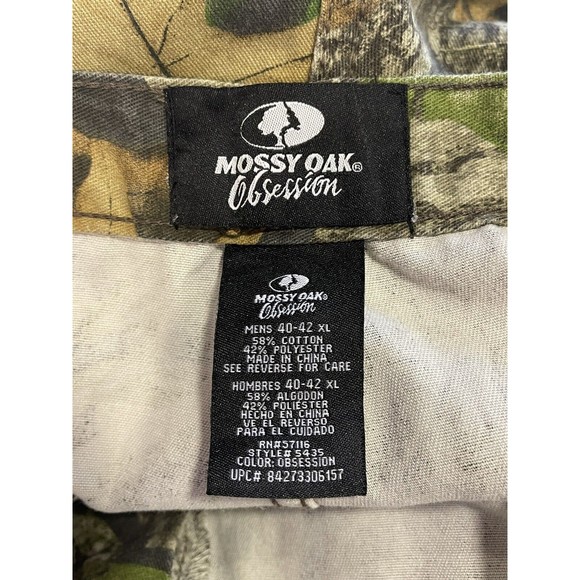 MOSSY OAK®
Obsession
MOSSY OAK®
Obsession
MENS 40-42 XL
58% COTTON
42% POLYESTER
MADE IN CHINA
SEE REVERSE FOR CARE
HOMBRES 40-42 XL
58% ALGODON
42% POLIÉSTER
HECHO EN CHINA
VE EL REVERSO
PARA EL CUIDADO
RN#57116
STYLE# 5435
COLOR: OBSESSION
UPC# 84273306157